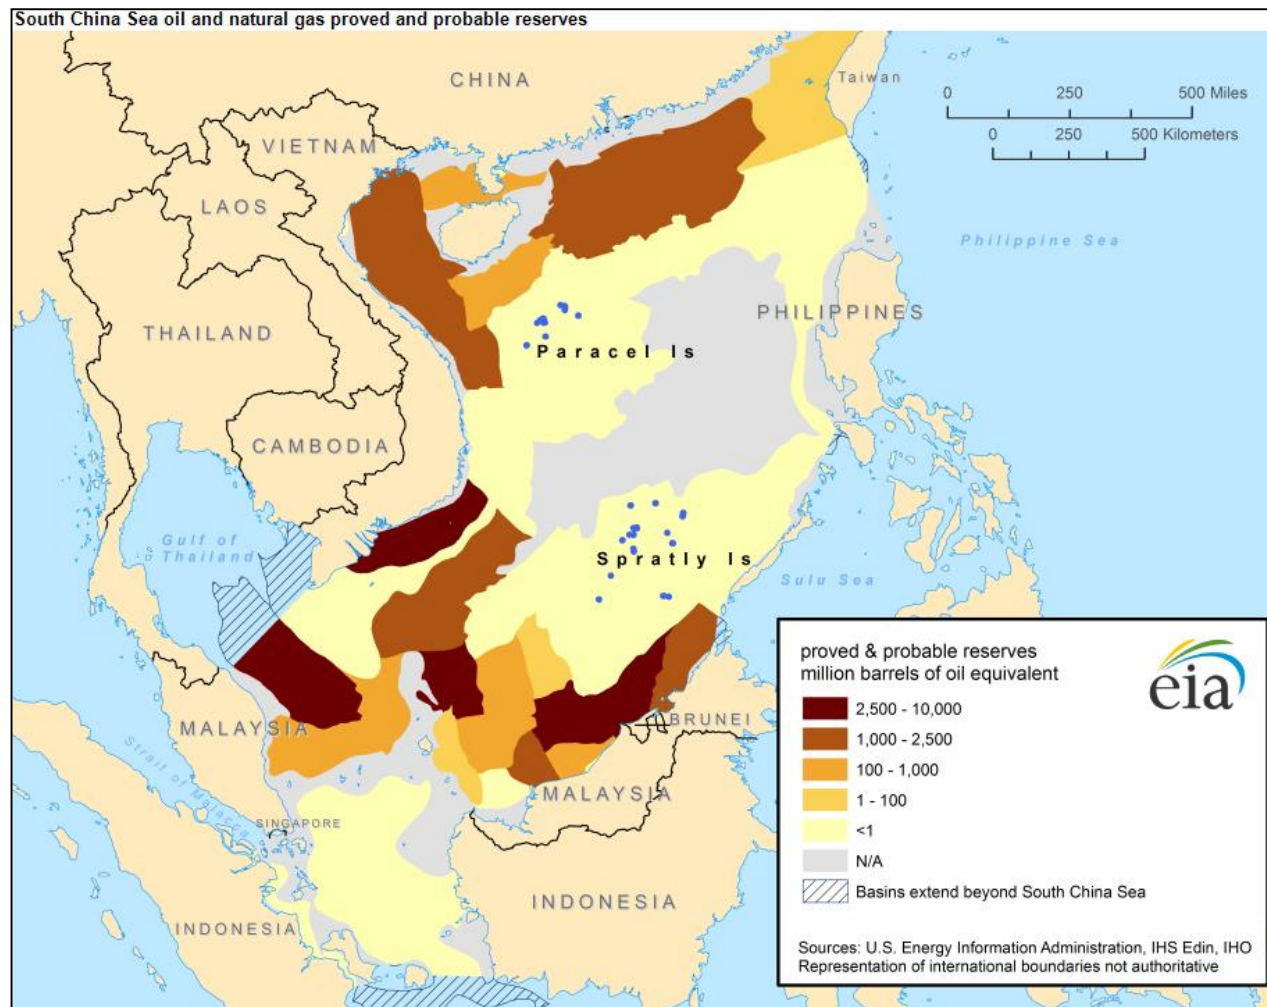 South China Sea oil and natural gas proved and probable reserves
CHINA
Taiwan
0 250 500 Miles
0 250 500 Kilometers
VIETNAM
LAOS
Philippine Sea
THAILAND
PHILIPPINES
Paracel Is
CAMBODIA
Gulf of
Thailand
Spratly Is
Sulu Sea
proved & probable reserves
million barrels of oil equivalent
eia
2,500 - 10,000
1,000 - 2,500
100 - 1,000
1 - 100
<1
N/A
Basins extend beyond South China Sea
Sources: U.S. Energy Information Administration, IHS Edin, IHO
Representation of international boundaries not authoritative
MALAYSIA
BRUNEI
Strait of Malacca
MALAYSIA
SINGAPORE
INDONESIA
INDONESIA